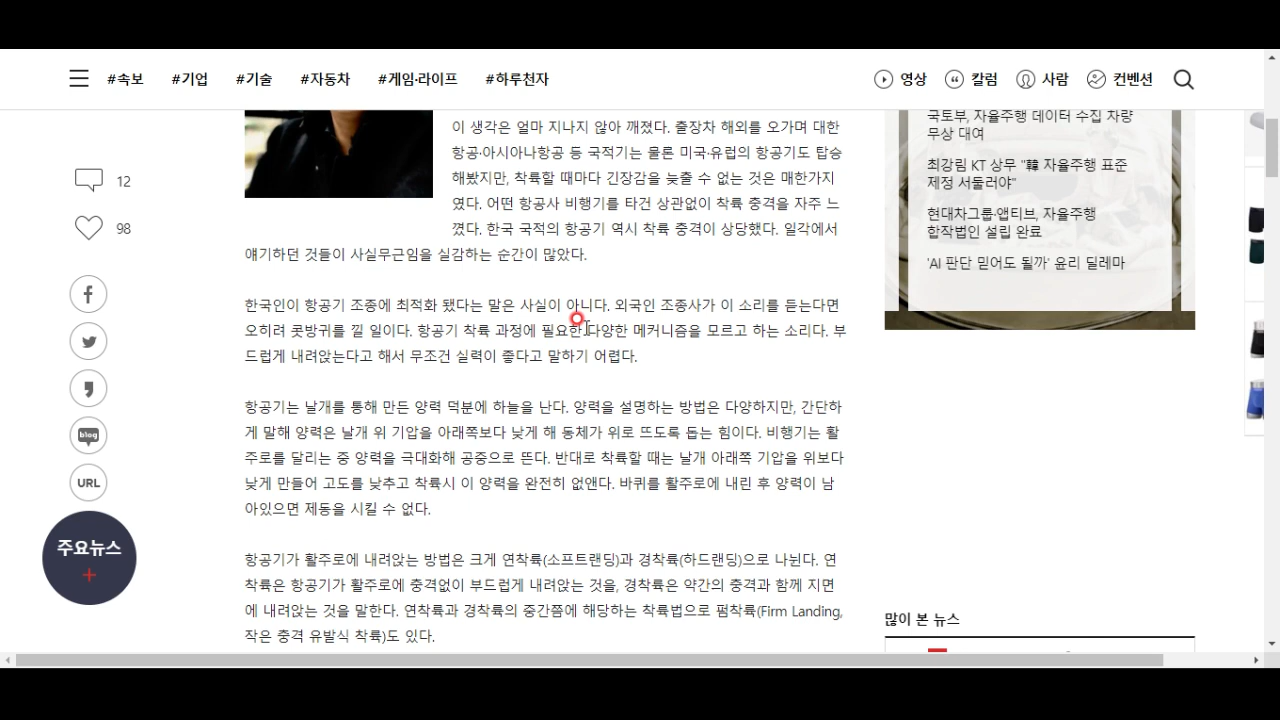 #속보 #기업 #기술 #자동차 #게임·라이프 #하루천자 영상 칼럼 사람 컨벤션
12
98
URL
blog
주요뉴스
이 생각은 얼마 지나지 않아 깨졌다. 출장차 해외를 오가며 대한
항공·아시아나항공 등 국적기는 물론 미국·유럽의 항공기도 탑승
해봤지만, 착륙할 때마다 긴장감을 늦출 수 없는 것은 매한가지
였다. 어떤 항공사 비행기를 타건 상관없이 착륙 충격을 자주 느
꼈다. 한국 국적의 항공기 역시 착륙 충격이 상당했다. 일각에서
얘기하던 것들이 사실무근임을 실감하는 순간이 많았다.
한국인이 항공기 조종에 최적화 됐다는 말은 사실이 아니다. 외국인 조종사가 이 소리를 듣는다면
오히려 콧방귀를 낄 일이다. 항공기 착륙 과정에 필요한 다양한 메커니즘을 모르고 하는 소리다. 부
드럽게 내려앉는다고 해서 무조건 실력이 좋다고 말하기 어렵다.
항공기는 날개를 통해 만든 양력 덕분에 하늘을 난다. 양력을 설명하는 방법은 다양하지만, 간단하
게 말해 양력은 날개 위 기압을 아래쪽보다 낮게 해 동체가 위로 뜨도록 돕는 힘이다. 비행기는 활
주로를 달리는 중 양력을 극대화해 공중으로 뜬다. 반대로 착륙할 때는 날개 아래쪽 기압을 위보다
낮게 만들어 고도를 낮추고 착륙시 이 양력을 완전히 없앤다. 바퀴를 활주로에 내린 후 양력이 남
아있으면 제동을 시킬 수 없다.
항공기가 활주로에 내려앉는 방법은 크게 연착륙(소프트랜딩)과 경착륙(하드랜딩)으로 나뉜다. 연
착륙은 항공기가 활주로에 충격없이 부드럽게 내려앉는 것을, 경착륙은 약간의 충격과 함께 지면
에 내려앉는 것을 말한다. 연착륙과 경착륙의 중간쯤에 해당하는 착륙법으로 펌착륙(Firm Landing,
작은 충격 유발식 착륙)도 있다.
국토부, 자율주행 데이터 수집 차량
무상 대여
최강림 KT 상무 "韓 자율주행 표준
제정 서둘러야"
현대차그룹·앱티브, 자율주행
합작법인 설립 완료
'AI 판단 믿어도 될까' 윤리 딜레마
많이 본 뉴스